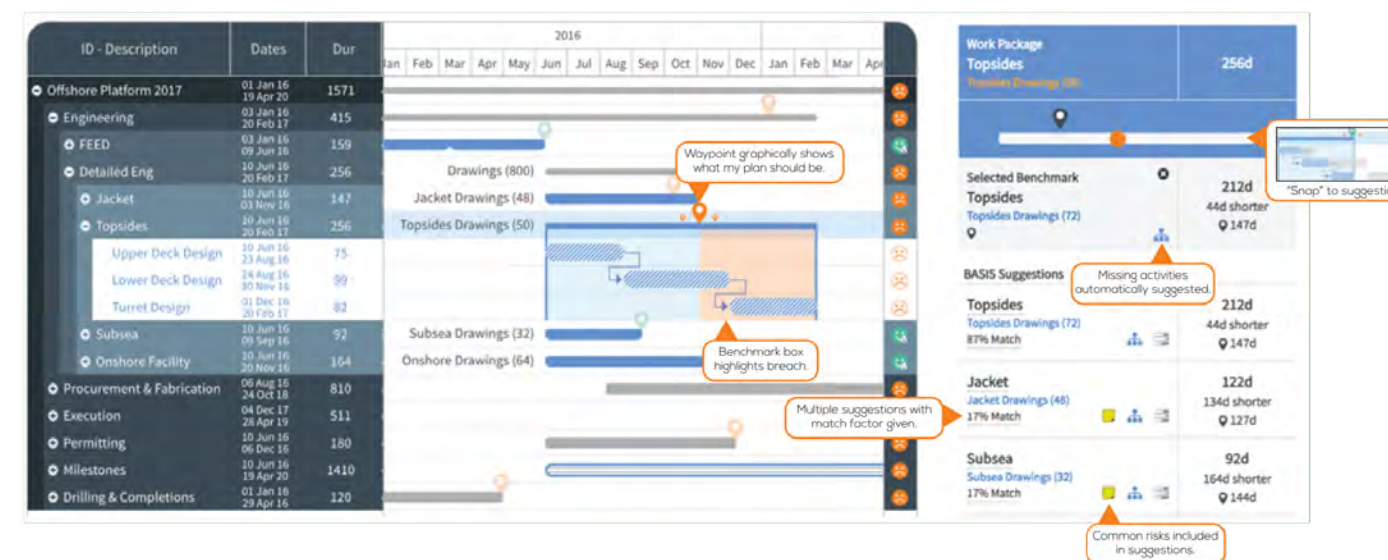 ID - Description Dates Dur
2016
Jan Feb Mar Apr May Jun Jul Aug Sep Oct Nov Dec Jan Feb Mar Apr
Offshore Platform 2017 01 Jan 16 19 Apr 20 1571
Engineering 03 Jan 16 20 Feb 17 415
FEED 03 Jan 16 09 Jun 16 159
Detailed Eng 10 Jun 16 20 Feb 17 256 Drawings (800)
Jacket 10 Jun 16 03 Nov 16 147 Jacket Drawings (48)
Topsides 10 Jun 16 20 Feb 17 256 Topsides Drawings (50)
Upper Deck Design 10 Jun 16 23 Aug 16 75
Lower Deck Design 24 Aug 16 30 Nov 16 99
Turret Design 01 Dec 16 20 Feb 17 82
Subsea 10 Jun 16 09 Sep 16 92 Subsea Drawings (32)
Onshore Facility 10 Jun 16 20 Nov 16 164 Onshore Drawings (64)
Procurement & Fabrication 06 Aug 16 24 Oct 18 810
Execution 04 Dec 17 28 Apr 19 511
Permitting 10 Jun 16 06 Dec 16 180
Milestones 10 Jun 16 19 Apr 20 1410
Drilling & Completions 01 Jan 16 29 Apr 16 120
Waypoint graphically shows
what my plan should be.
Benchmark box
highlights breach.
Multiple suggestions with
match factor given.
Work Package
Topsides 256d
Topsides Drawings (50)
"Snap" to suggestio
Selected Benchmark
Topsides 212d
Topsides Drawings (72) 44d shorter
147d
Missing activities
automatically suggested.
BASIS Suggestions
Topsides 212d
Topsides Drawings (72) 44d shorter
87% Match 147d
Jacket 122d
Jacket Drawings (48) 134d shorter
17% Match 127d
Subsea 92d
Subsea Drawings (32) 164d shorter
17% Match 144d
Common risks included
in suggestions.